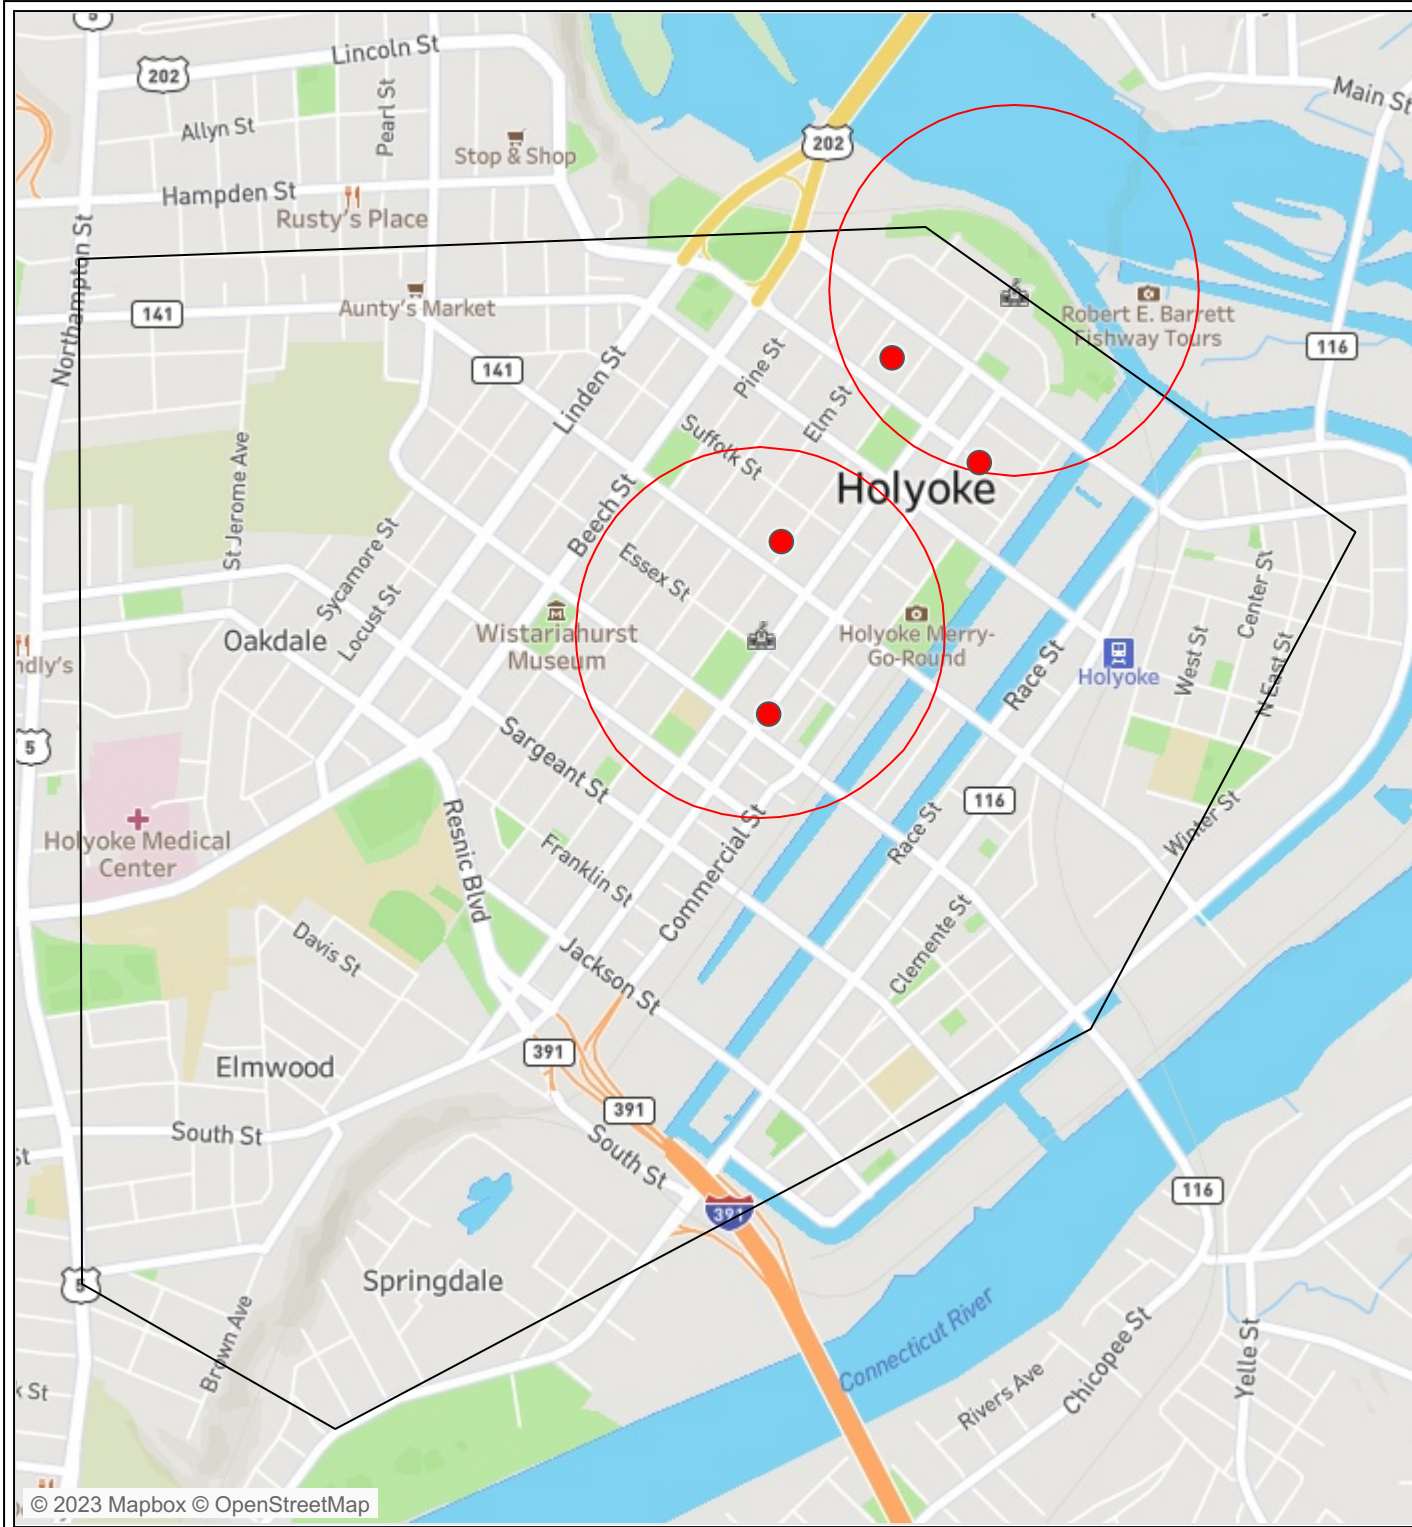 5
Lincoln St
202
Main St
Allyn St
Pearl St
202
Stop & Shop
Hampden St
Rusty's Place
Northampton St
141
Aunty's Market
Robert E. Barrett
Fishway Tours
116
141
Linden St
Pine St
Elm St
Suffolk St
Holyoke
St Jerome Ave
Beech St
Sycamore St
Essex St
Locust St
Center St
Oakdale
Wistariahurst
Museum
Holyoke Merry-
Go-Round
Race St
Holyoke
West St
N East St
ndly's
5
Sargeant St
116
Holyoke Medical
Center
Resnic Blvd
Franklin St
Commercial St
Race St
Winter St
Davis St
Jackson St
Clemente St
391
Elmwood
391
South St
South St
St
116
391
5
Springdale
Brown Ave
Connecticut River
Chicopee St
Yelle St
Rivers Ave
k St
© 2023 Mapbox © OpenStreetMap